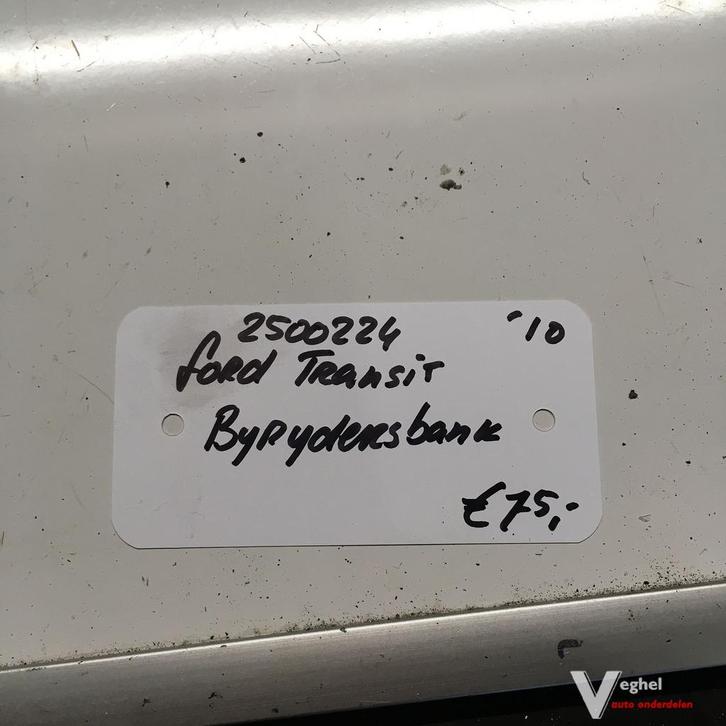 2500224 '10
ford Transit
Byrydersbank
€75,-
Veghel
auto onderdelen